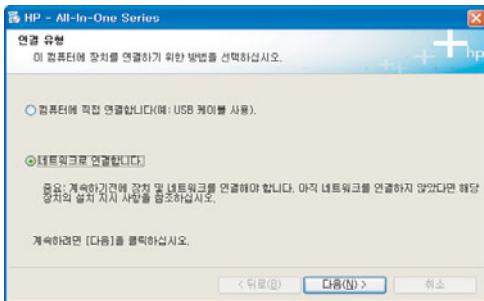 HP - All-In-One Series
연결 유형
이 컴퓨터에 장치를 연결하기 위한 방법을 선택하십시오.
hp
컴퓨터에 직접 연결합니다(예: USB 케이블 사용).
네트워크로 연결합니다.
중요: 계속하기전에 장치 및 네트워크를 연결해야 합니다. 아직 네트워크를 연결하지 않았다면 해당
장치의 설치 지시 사항을 참조하십시오.
계속하려면 [다음]을 클릭하십시오.
< 뒤로(B) 다음(N) > 취소